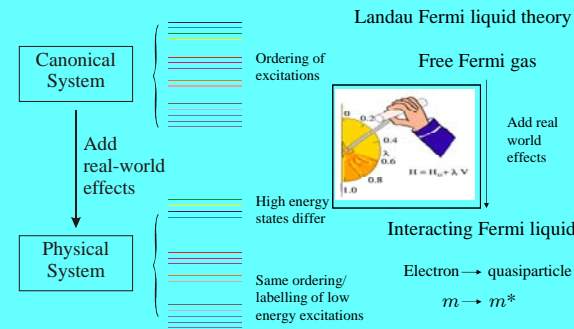 Landau Fermi liquid theory
Canonical
System
Ordering of
excitations
Free Fermi gas
0
0.2
0.4
λ
0.6
0.8
1.0
H = H₀ + λ V
Add
real-world
effects
Add real
world
effects
High energy
states differ
Physical
System
Same ordering/
labelling of low
energy excitations
Interacting Fermi liquid
Electron → quasiparticle
m → m*